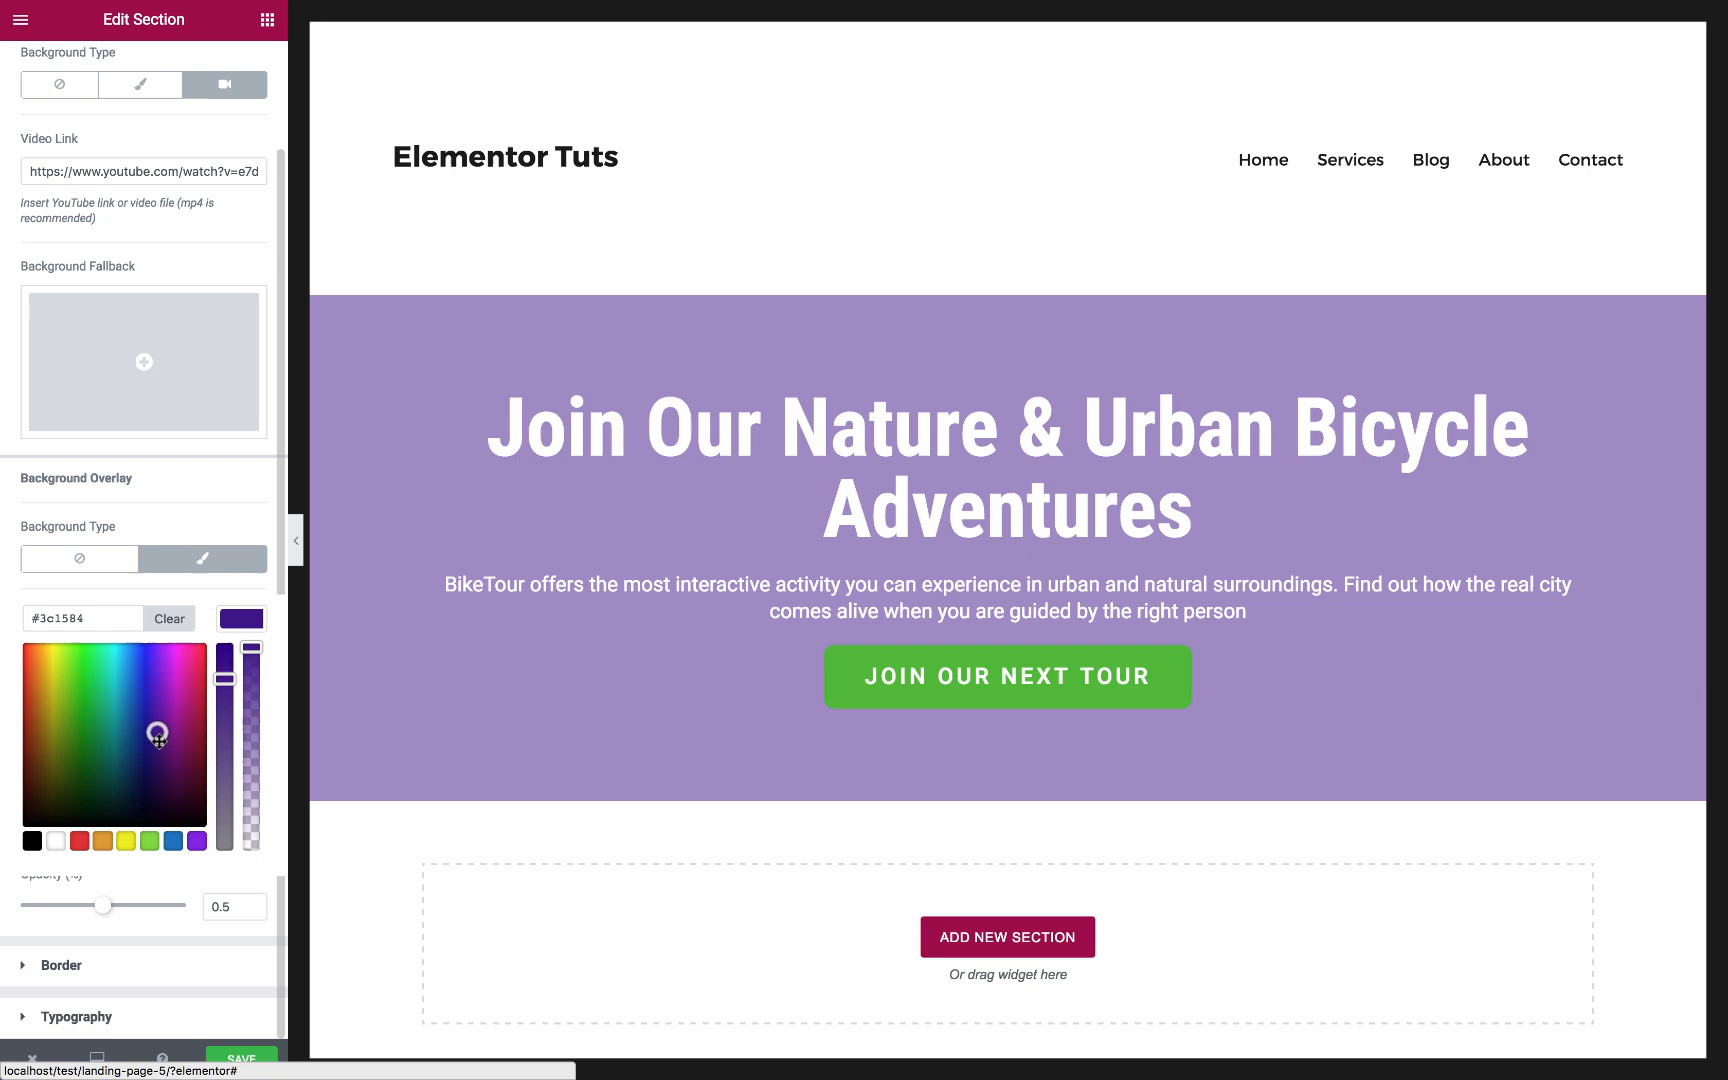 Edit Section
Background Type
Video Link
https://www.youtube.com/watch?v=e7d
Insert YouTube link or video file (mp4 is
recommended)
Background Fallback
Background Overlay
Background Type
#3c1584
Clear
Opacity (%)
0.5
Border
Typography
SAVE
localhost/test/landing-page-5/?elementor#
Elementor Tuts
Home
Services
Blog
About
Contact
Join Our Nature & Urban Bicycle
Adventures
BikeTour offers the most interactive activity you can experience in urban and natural surroundings. Find out how the real city
comes alive when you are guided by the right person
JOIN OUR NEXT TOUR
ADD NEW SECTION
Or drag widget here